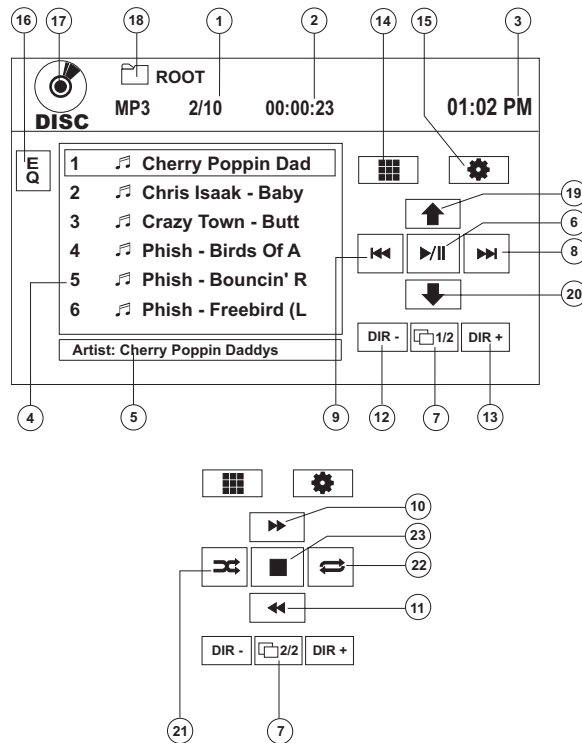 16 17 18 1 2 14 15 3
ROOT
DISC MP3 2/10 00:00:23 01:02 PM
EQ
1 Cherry Poppin Dad
2 Chris Isaak - Baby
3 Crazy Town - Butt
4 Phish - Birds Of A
5 Phish - Bouncin' R
6 Phish - Freebird (L
Artist: Cherry Poppin Daddys
19
6
8
20
DIR - 1/2 DIR +
4 5 9 12 7 13
10
23
22
11
DIR - 2/2 DIR +
21 7